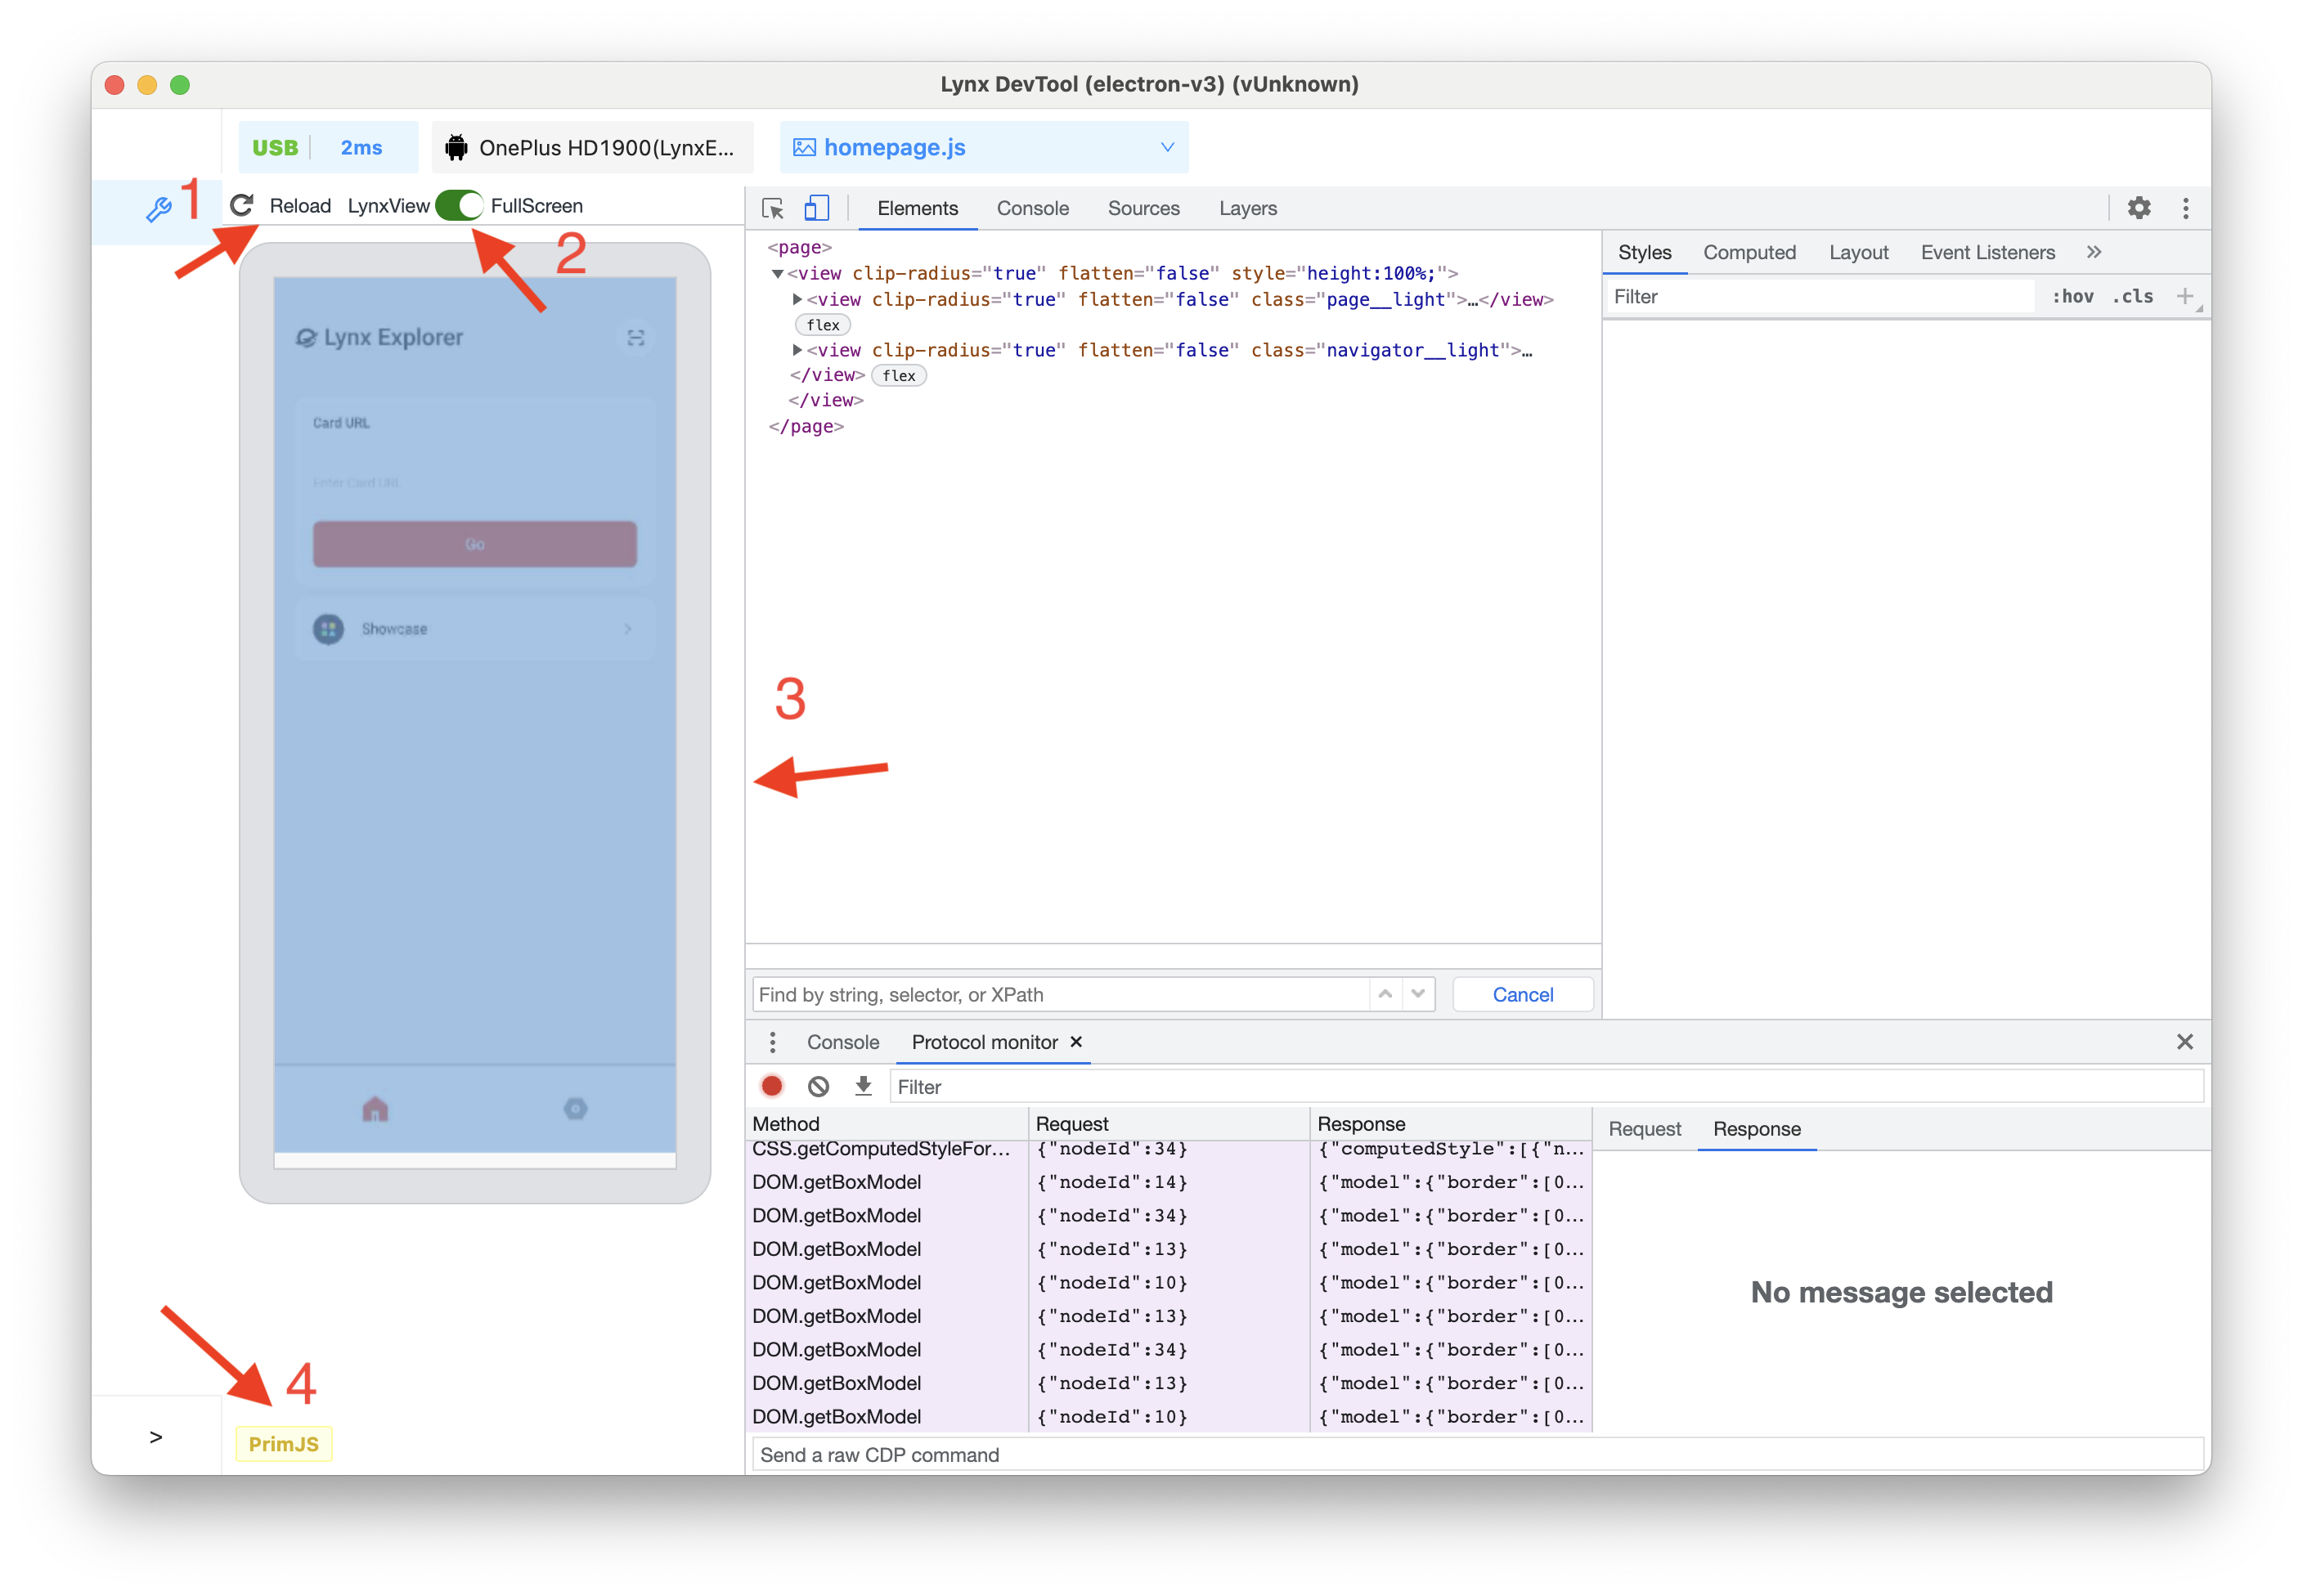 Lynx DevTool (electron-v3) (vUnknown)
USB 2ms OnePlus HD1900(LynxE... homepage.js
1 Reload LynxView FullScreen
2
Lynx Explorer
Card URL
Enter Card URL
Go
Showcase
Elements Console Sources Layers
<page>
<view clip-radius="true" flatten="false" style="height:100%;">
<view clip-radius="true" flatten="false" class="page__light">…</view>
flex
<view clip-radius="true" flatten="false" class="navigator__light">…
</view> flex
</view>
</page>
3
Styles Computed Layout Event Listeners »
Filter :hov .cls +
Find by string, selector, or XPath Cancel
Console Protocol monitor ×
Filter
Method Request Response
CSS.getComputedStyleFor... {"nodeId":34} {"computedStyle":[{"n...
DOM.getBoxModel {"nodeId":14} {"model":{"border":[0...
DOM.getBoxModel {"nodeId":34} {"model":{"border":[0...
DOM.getBoxModel {"nodeId":13} {"model":{"border":[0...
DOM.getBoxModel {"nodeId":10} {"model":{"border":[0...
DOM.getBoxModel {"nodeId":13} {"model":{"border":[0...
DOM.getBoxModel {"nodeId":34} {"model":{"border":[0...
DOM.getBoxModel {"nodeId":13} {"model":{"border":[0...
DOM.getBoxModel {"nodeId":10} {"model":{"border":[0...
Send a raw CDP command
Request Response
No message selected
4
> PrimJS